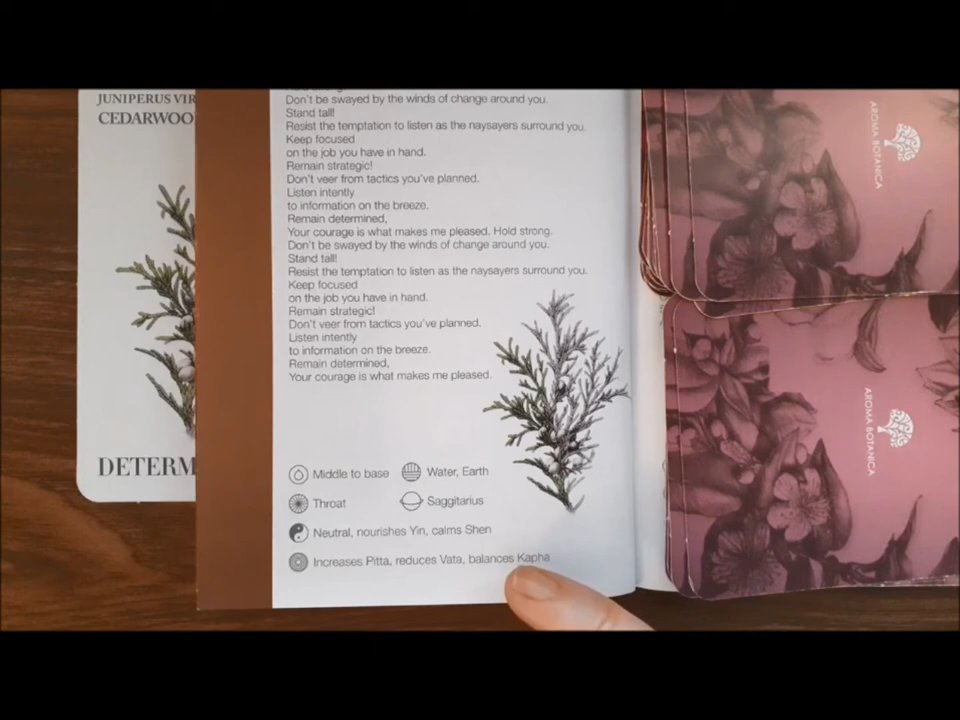 JUNIPERUS VIR
CEDARWOO
DETERM
Don't be swayed by the winds of change around you.
Stand tall!
Resist the temptation to listen as the naysayers surround you.
Keep focused
on the job you have in hand.
Remain strategic!
Don't veer from tactics you've planned.
Listen intently
to information on the breeze.
Remain determined,
Your courage is what makes me pleased. Hold strong.
Don't be swayed by the winds of change around you.
Stand tall!
Resist the temptation to listen as the naysayers surround you.
Keep focused
on the job you have in hand.
Remain strategic!
Don't veer from tactics you've planned.
Listen intently
to information on the breeze.
Remain determined,
Your courage is what makes me pleased.
Middle to base Water, Earth
Throat Saggitarius
Neutral, nourishes Yin, calms Shen
Increases Pitta, reduces Vata, balances Kapha
AROMA BOTANICA
AROMA BOTANICA